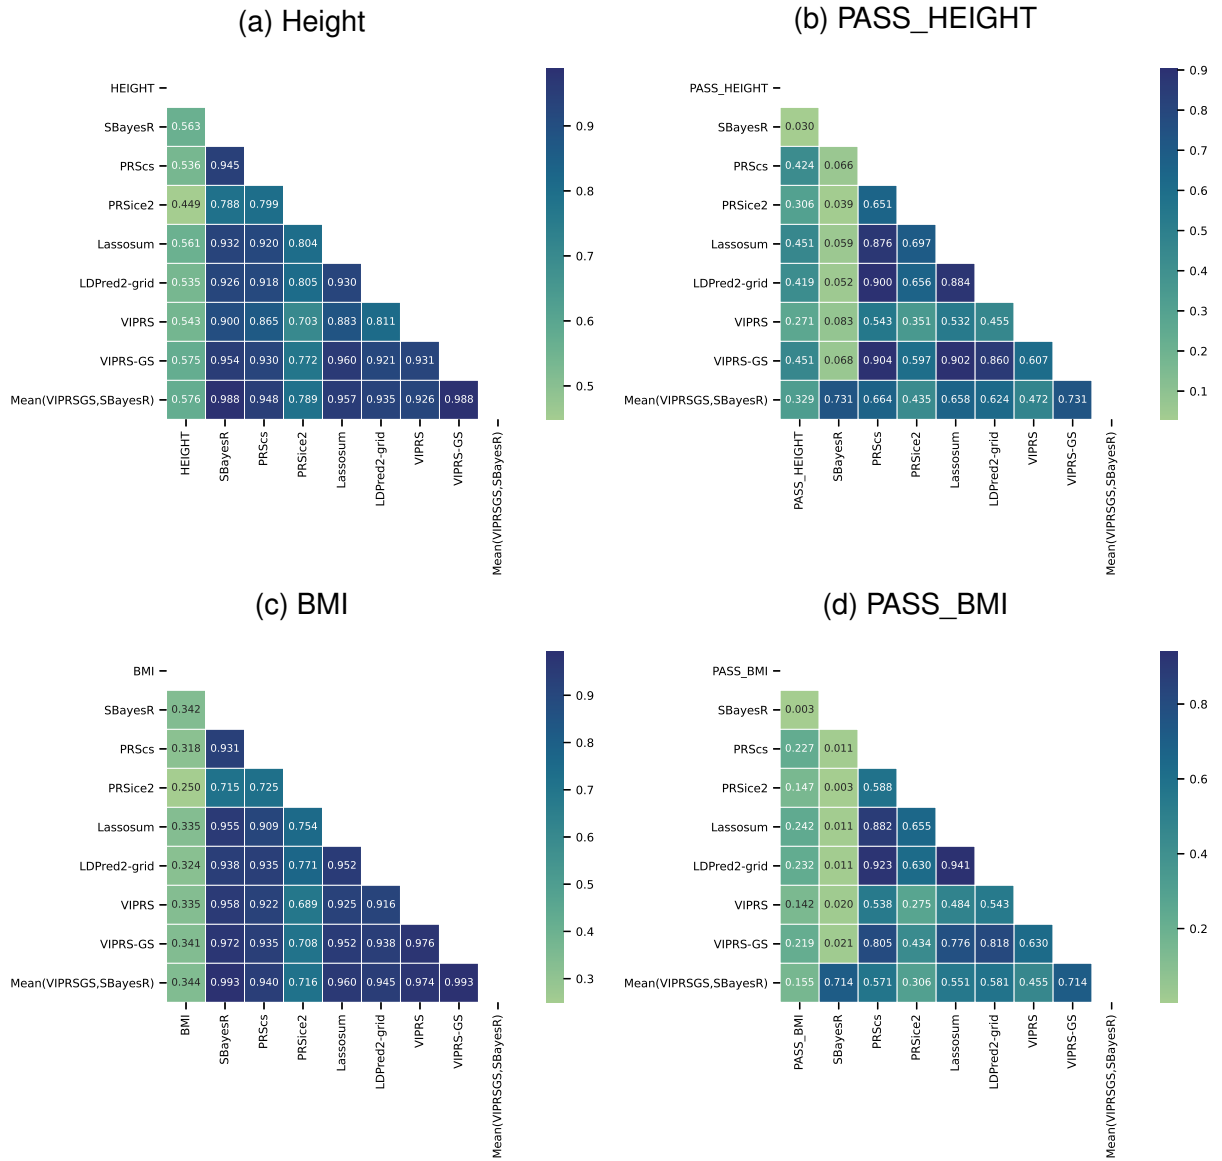 (a) Height
HEIGHT
SBayesR 0.563
PRScs 0.536 0.945
PRSice2 0.449 0.788 0.799
Lassosum 0.561 0.932 0.920 0.804
LDPred2-grid 0.535 0.926 0.918 0.805 0.930
VIPRS 0.543 0.900 0.865 0.703 0.883 0.811
VIPRS-GS 0.575 0.954 0.930 0.772 0.960 0.921 0.931
Mean(VIPRSGS,SBayesR) 0.576 0.988 0.948 0.789 0.957 0.935 0.926 0.988
HEIGHT SBayesR PRScs PRSice2 Lassosum LDPred2-grid VIPRS VIPRS-GS Mean(VIPRSGS,SBayesR)
0.9
0.8
0.7
0.6
0.5
(b) PASS_HEIGHT
PASS_HEIGHT
SBayesR 0.030
PRScs 0.424 0.066
PRSice2 0.306 0.039 0.651
Lassosum 0.451 0.059 0.876 0.697
LDPred2-grid 0.419 0.052 0.900 0.656 0.884
VIPRS 0.271 0.083 0.543 0.351 0.532 0.455
VIPRS-GS 0.451 0.068 0.904 0.597 0.902 0.860 0.607
Mean(VIPRSGS,SBayesR) 0.329 0.731 0.664 0.435 0.658 0.624 0.472 0.731
PASS_HEIGHT SBayesR PRScs PRSice2 Lassosum LDPred2-grid VIPRS VIPRS-GS Mean(VIPRSGS,SBayesR)
0.9
0.8
0.7
0.6
0.5
0.4
0.3
0.2
0.1
(c) BMI
BMI
SBayesR 0.342
PRScs 0.318 0.931
PRSice2 0.250 0.715 0.725
Lassosum 0.335 0.955 0.909 0.754
LDPred2-grid 0.324 0.938 0.935 0.771 0.952
VIPRS 0.335 0.958 0.922 0.689 0.925 0.916
VIPRS-GS 0.341 0.972 0.935 0.708 0.952 0.938 0.976
Mean(VIPRSGS,SBayesR) 0.344 0.993 0.940 0.716 0.960 0.945 0.974 0.993
BMI SBayesR PRScs PRSice2 Lassosum LDPred2-grid VIPRS VIPRS-GS Mean(VIPRSGS,SBayesR)
0.9
0.8
0.7
0.6
0.5
0.4
0.3
(d) PASS_BMI
PASS_BMI
SBayesR 0.003
PRScs 0.227 0.011
PRSice2 0.147 0.003 0.588
Lassosum 0.242 0.011 0.882 0.655
LDPred2-grid 0.232 0.011 0.923 0.630 0.941
VIPRS 0.142 0.020 0.538 0.275 0.484 0.543
VIPRS-GS 0.219 0.021 0.805 0.434 0.776 0.818 0.630
Mean(VIPRSGS,SBayesR) 0.155 0.714 0.571 0.306 0.551 0.581 0.455 0.714
PASS_BMI SBayesR PRScs PRSice2 Lassosum LDPred2-grid VIPRS VIPRS-GS Mean(VIPRSGS,SBayesR)
0.8
0.6
0.4
0.2